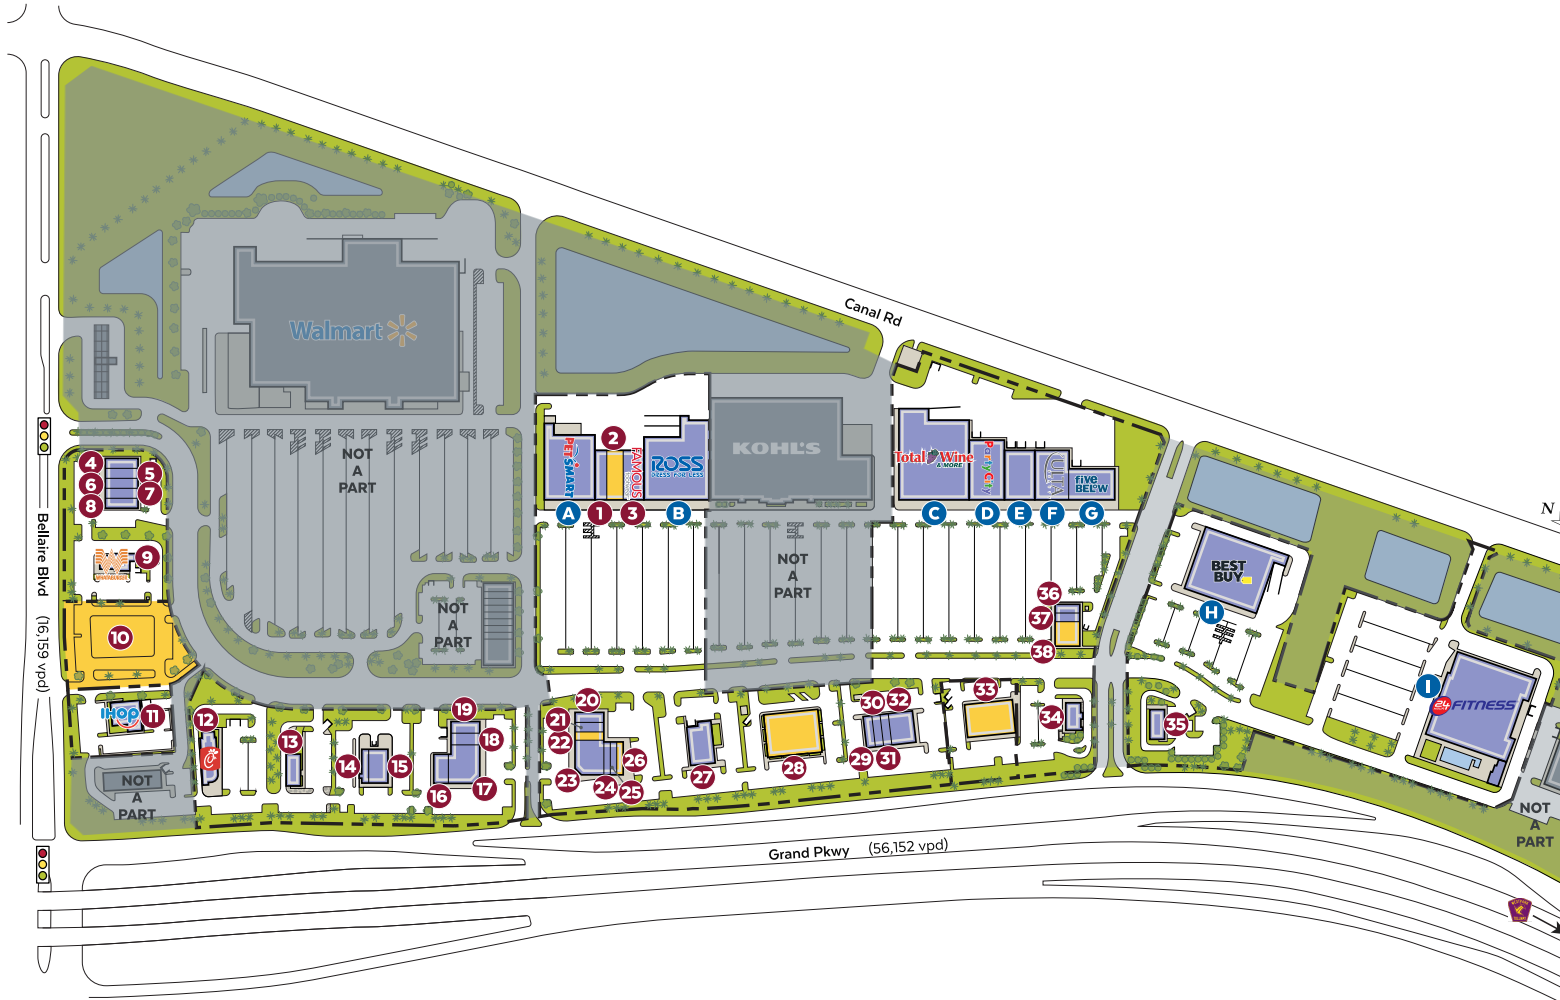 Canal Rd
N
Walmart
KOHL'S
NOT
A
PART
PETSMART
2
FAMOUS
ROSS
DRESS FOR LESS
Total Wine
& MORE
Party City
ULTA
five
BELOW
A
1
3
B
C
D
E
F
G
4
5
6
7
8
9
WHATABURGER
10
IHOP
11
NOT
A
PART
NOT
A
PART
NOT
A
PART
BEST
BUY
H
36
37
38
I
24
FITNESS
Bellaire Blvd (16,159 vpd)
12
13
14
15
16
17
18
19
20
21
22
23
24
25
26
27
28
29
30
31
32
33
34
35
NOT
A
PART
Grand Pkwy (56,152 vpd)